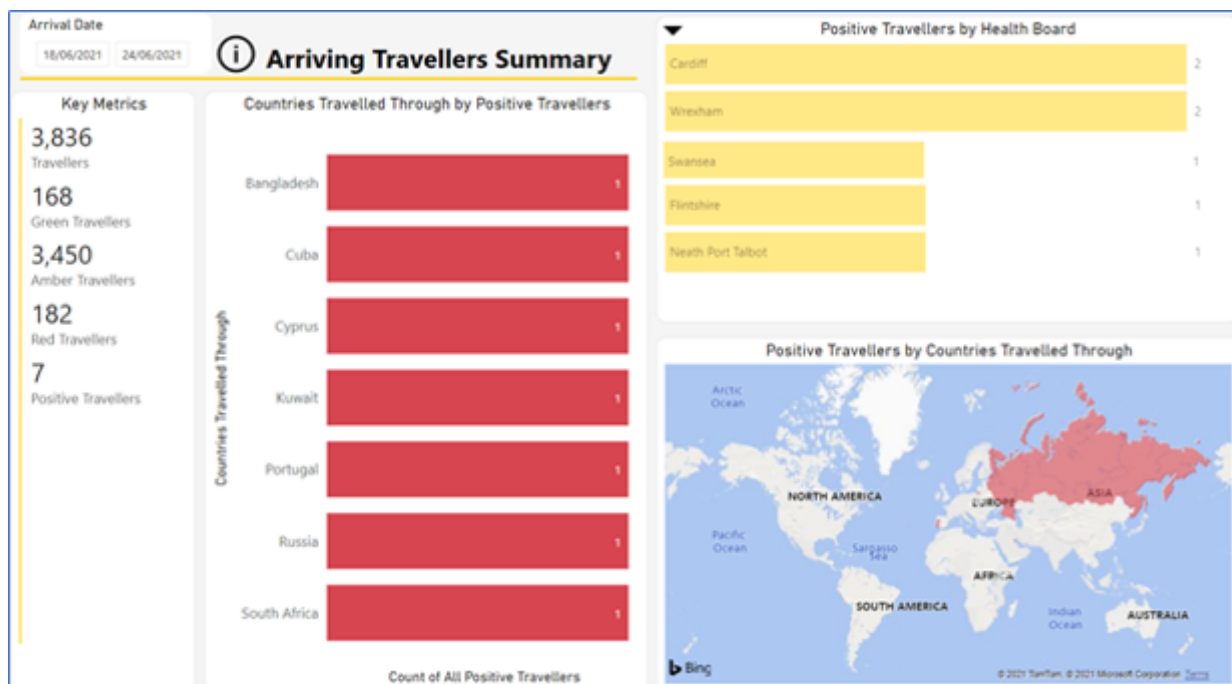 Arrival Date
18/06/2021 24/06/2021
i Arriving Travellers Summary
Key Metrics
3,836
Travellers
168
Green Travellers
3,450
Amber Travellers
182
Red Travellers
7
Positive Travellers
Countries Travelled Through by Positive Travellers
Countries Travelled Through
Bangladesh 1
Cuba 1
Cyprus 1
Kuwait 1
Portugal 1
Russia 1
South Africa 1
Count of All Positive Travellers
Positive Travellers by Health Board
Cardiff 2
Wrexham 2
Swansea 1
Flintshire 1
Neath Port Talbot 1
Positive Travellers by Countries Travelled Through
Arctic
Ocean
NORTH AMERICA
EUROPE
ASIA
Pacific
Ocean
Sargasso
Sea
AFRICA
SOUTH AMERICA
Indian
Ocean
AUSTRALIA
Bing
© 2021 TomTom, © 2021 Microsoft Corporation Terms